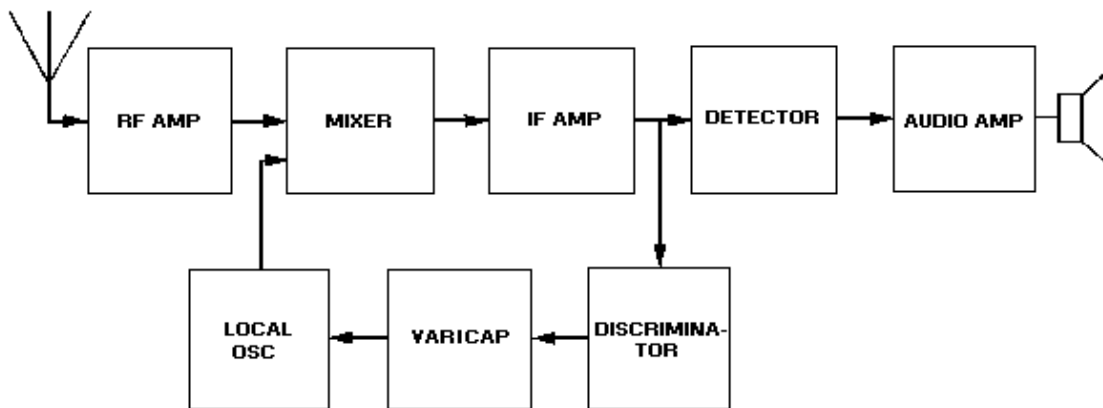 RF AMP
MIXER
IF AMP
DETECTOR
AUDIO AMP
LOCAL
OSC
VARICAP
DISCRIMINA-
TOR